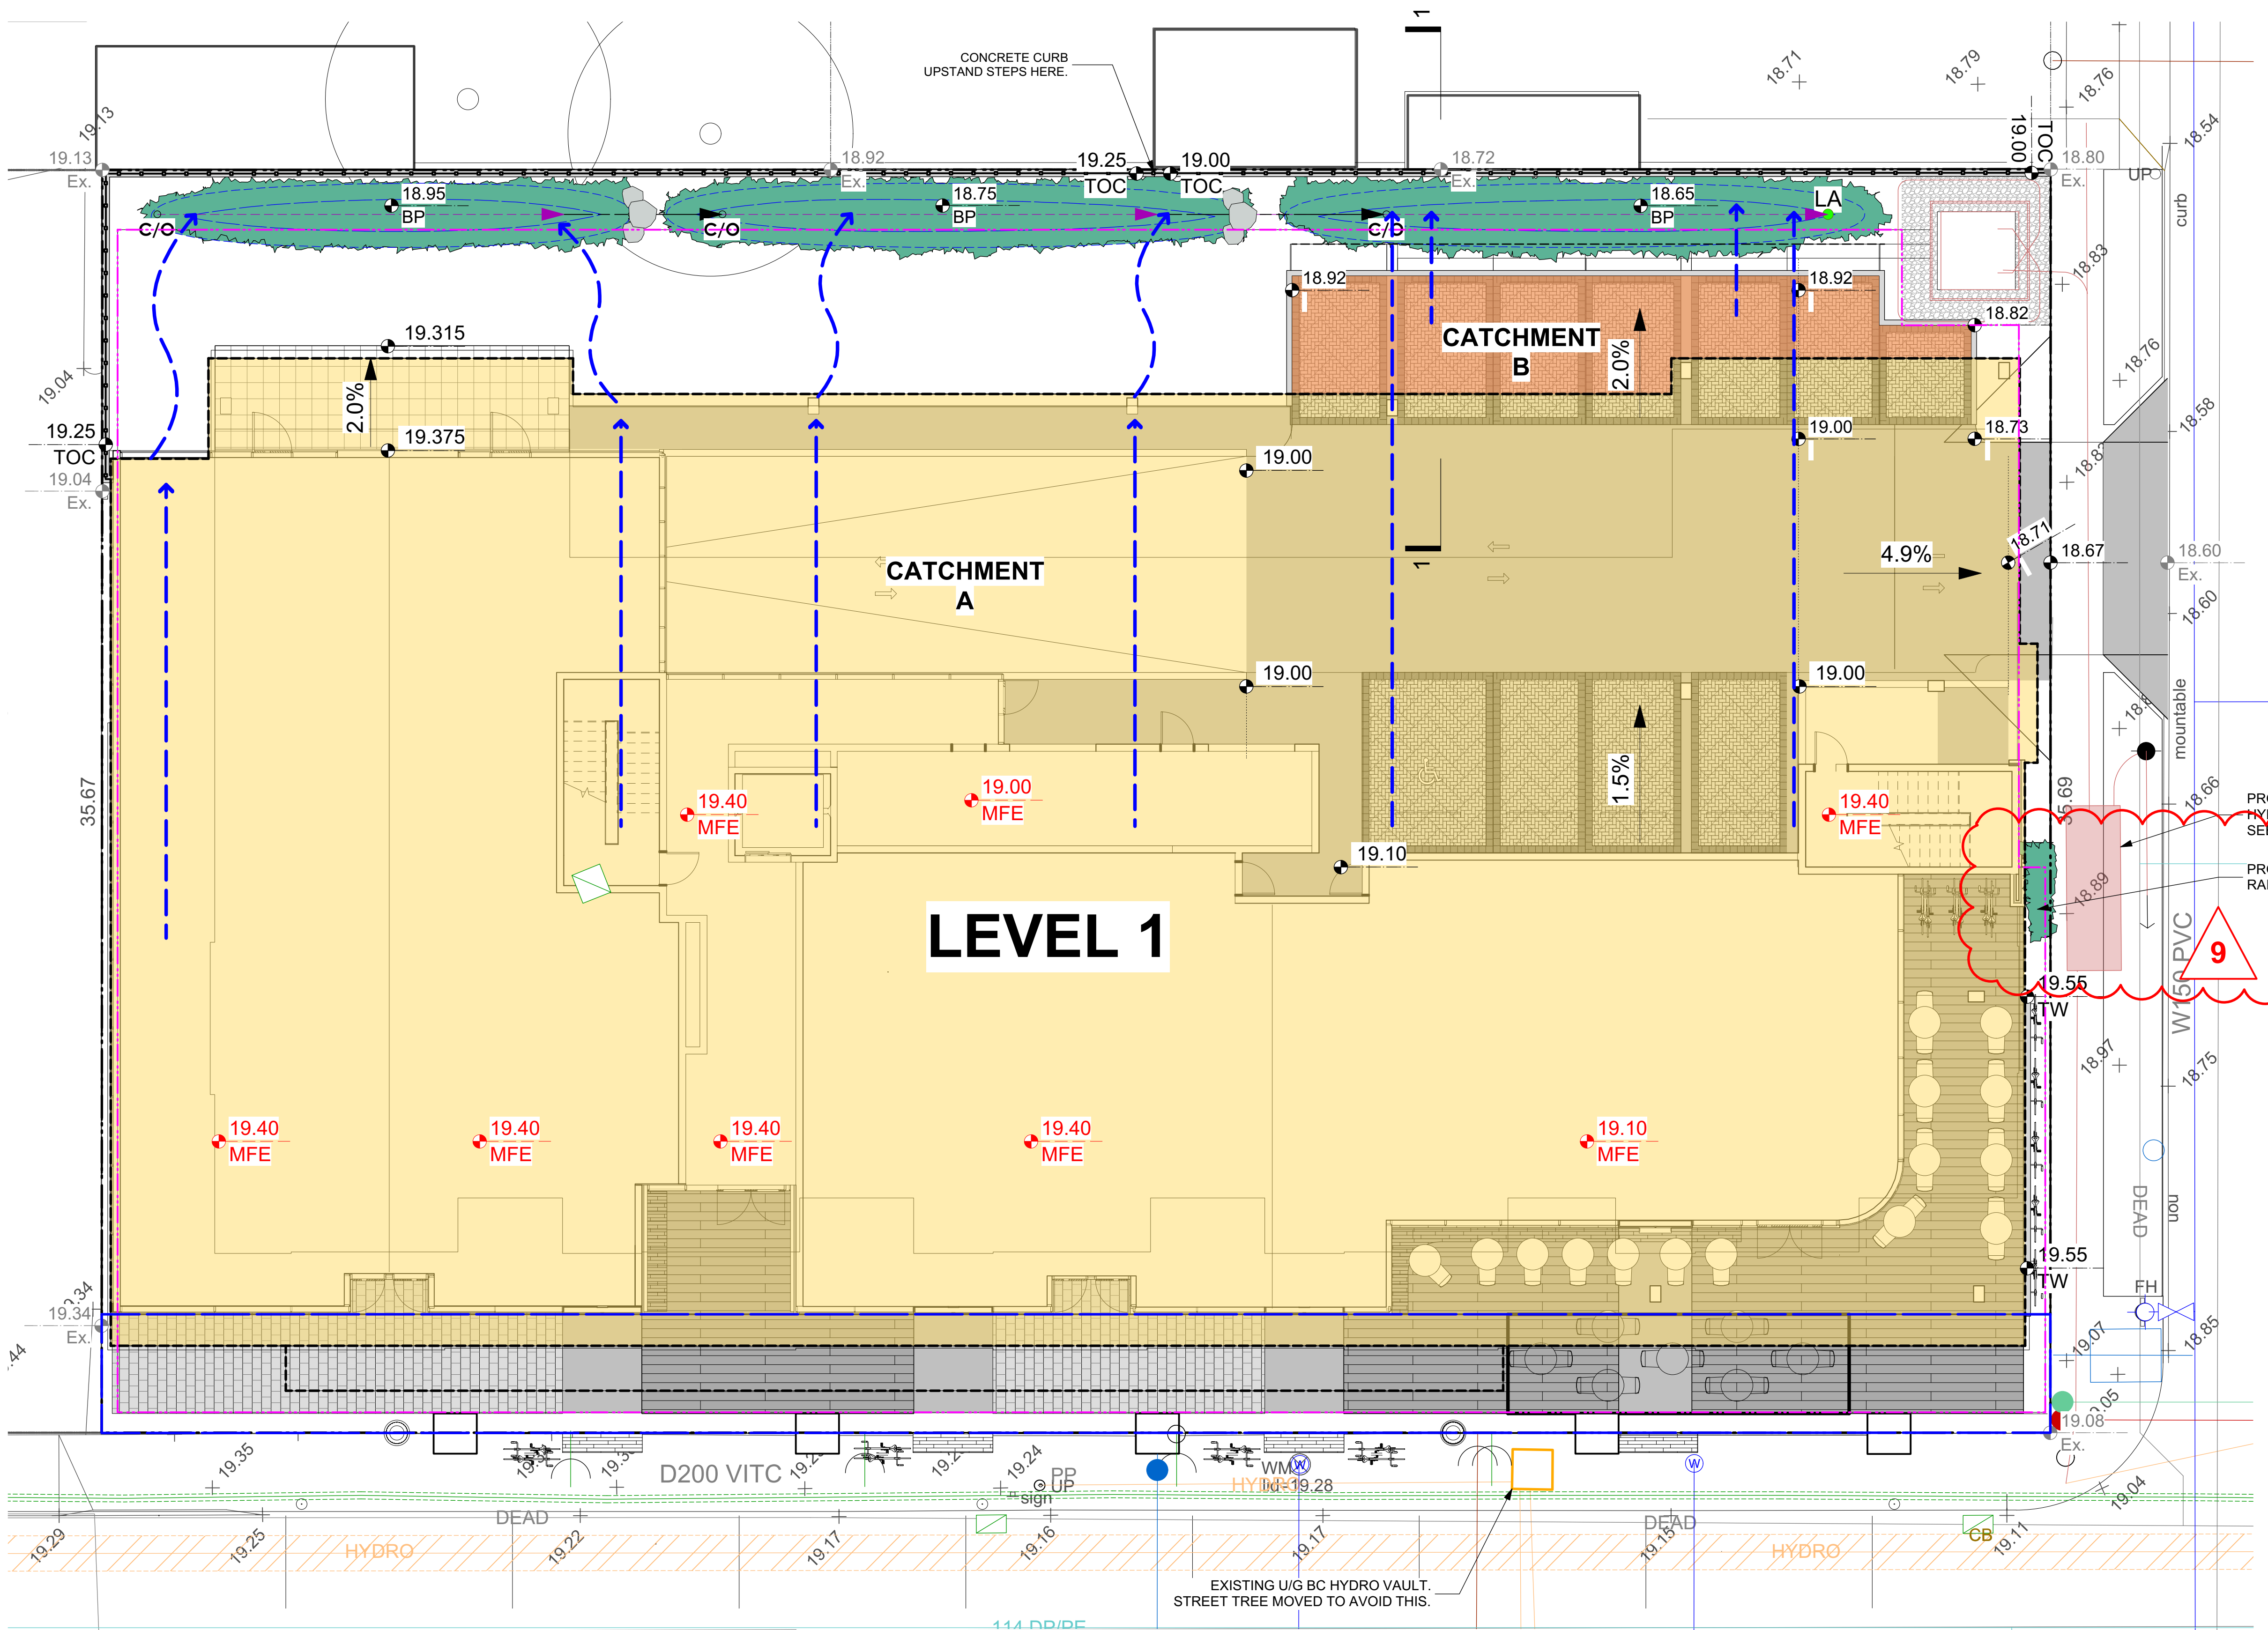 1
CONCRETE CURB
UPSTAND STEPS HERE.
18.71
18.79
18.76
18.54
19.13
19.13
Ex.
18.92
Ex.
19.25
TOC
19.00
TOC
18.72
Ex.
19.00
TOC
18.80
Ex.
UP
curb
18.95
BP
18.75
BP
18.65
BP
LA
C/O
C/O
C/O
18.83
18.92
18.92
18.82
19.315
CATCHMENT
B
2.0%
2.0%
18.76
19.04
19.25
TOC
19.375
19.00
19.00
18.73
18.58
19.04
Ex.
18.71
18.67
18.60
Ex.
4.9%
1
CATCHMENT
A
18.60
19.00
19.00
mountable
35.67
19.40
MFE
19.00
MFE
1.5%
19.40
MFE
18.66
19.10
18.89
LEVEL 1
9
W150 PVC
19.55
TW
18.97
18.75
19.40
MFE
19.40
MFE
19.40
MFE
19.40
MFE
19.10
MFE
DEAD
19.55
TW
FH
19.34
Ex.
19.07
18.85
19.08
Ex.
19.35
D200 VITC
19.24
PP
UP
sign
WM
HYDRO
19.28
19.04
DEAD
DEAD
CB
19.29
19.25
HYDRO
19.22
19.17
19.16
19.17
19.15
HYDRO
19.11
EXISTING U/G BC HYDRO VAULT.
STREET TREE MOVED TO AVOID THIS.